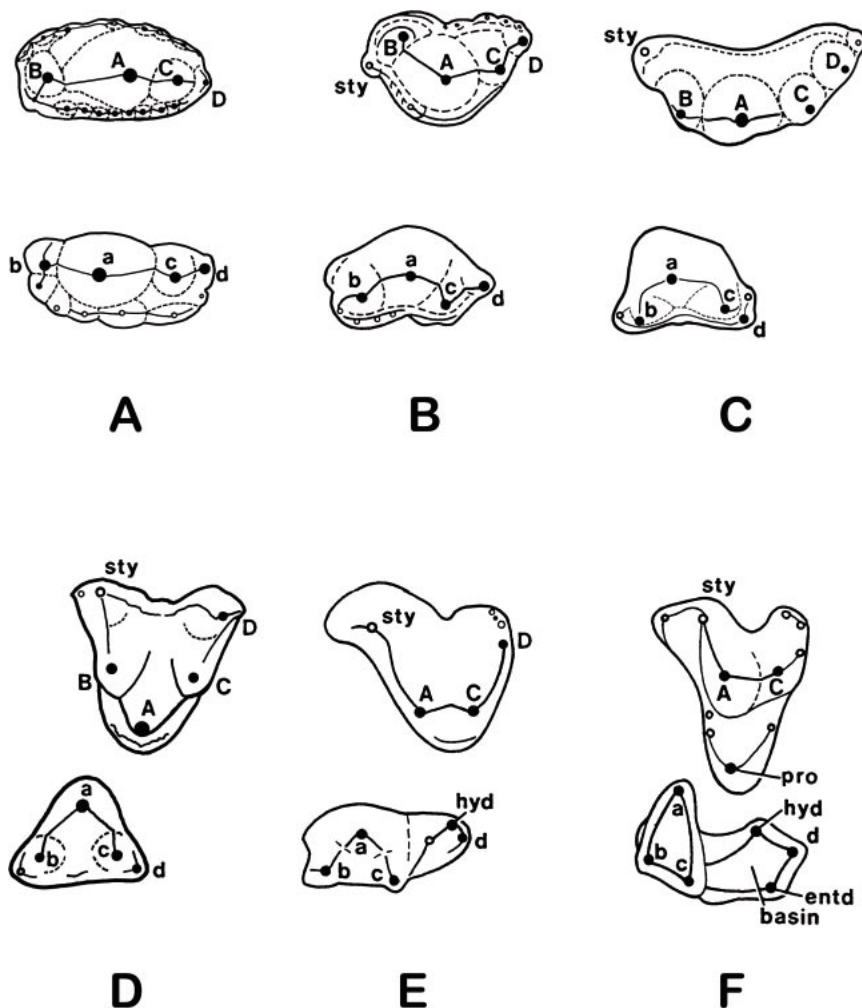 B A C D
B A C D sty
sty B A C D
b a c d
b a c d
a b c d
A B C
sty B A C D
sty A C D
sty A C pro
a b c d
a b c d hyd
a b c hyd d entd basin
D E F